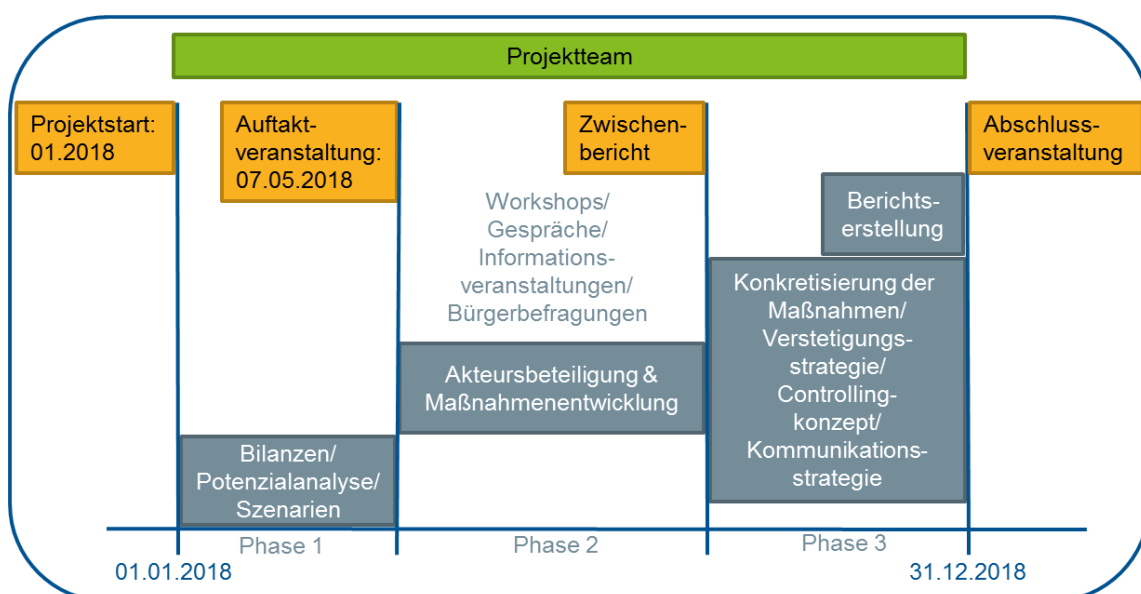 Projektteam
Projektstart:
01.2018
Auftakt-
veranstaltung:
07.05.2018
Zwischen-
bericht
Abschluss-
veranstaltung
Workshops/
Gespräche/
Informations-
veranstaltungen/
Bürgerbefragungen
Berichts-
erstellung
Konkretisierung der
Maßnahmen/
Verstetigungs-
strategie/
Controlling-
konzept/
Kommunikations-
strategie
Akteursbeteiligung &
Maßnahmenentwicklung
Bilanzen/
Potenzialanalyse/
Szenarien
Phase 1
Phase 2
Phase 3
01.01.2018
31.12.2018